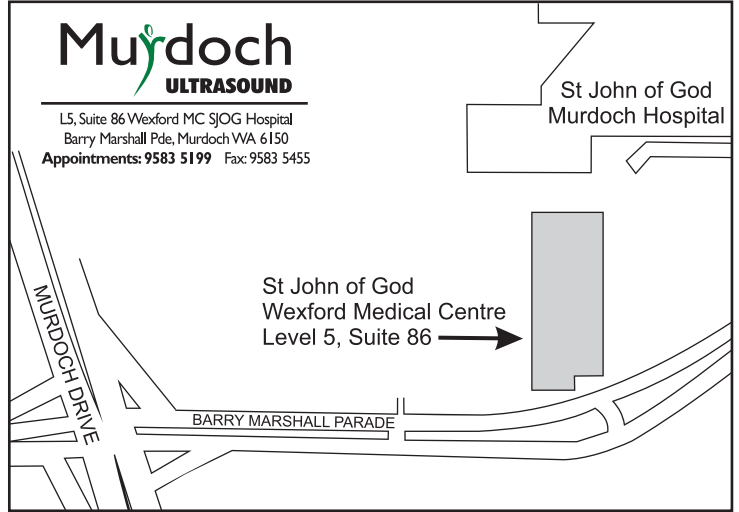 Murdoch
ULTRASOUND
L5, Suite 86 Wexford MC SJOG Hospital
Barry Marshall Pde, Murdoch WA 6150
Appointments: 9583 5199 Fax: 9583 5455
St John of God
Murdoch Hospital
St John of God
Wexford Medical Centre
Level 5, Suite 86
MURDOCH DRIVE
BARRY MARSHALL PARADE